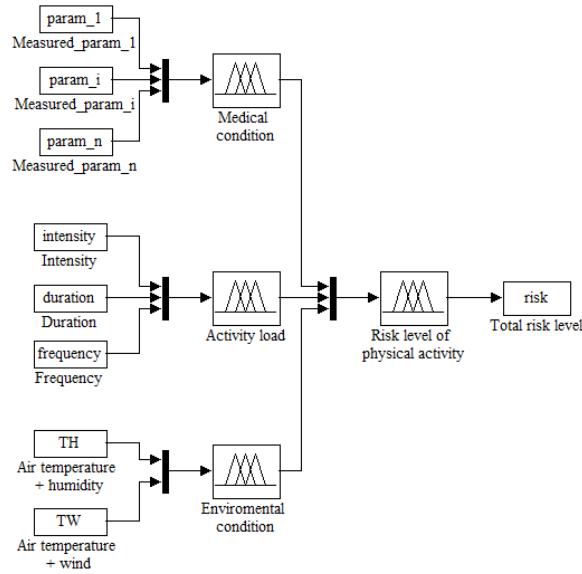 param_1
Measured_param_1
param_i
Measured_param_i
param_n
Measured_param_n
Medical
condition
intensity
Intensity
duration
Duration
frequency
Frequency
Activity load
Risk level of
physical activity
risk
Total risk level
TH
Air temperature
+ humidity
TW
Air temperature
+ wind
Enviromental
condition